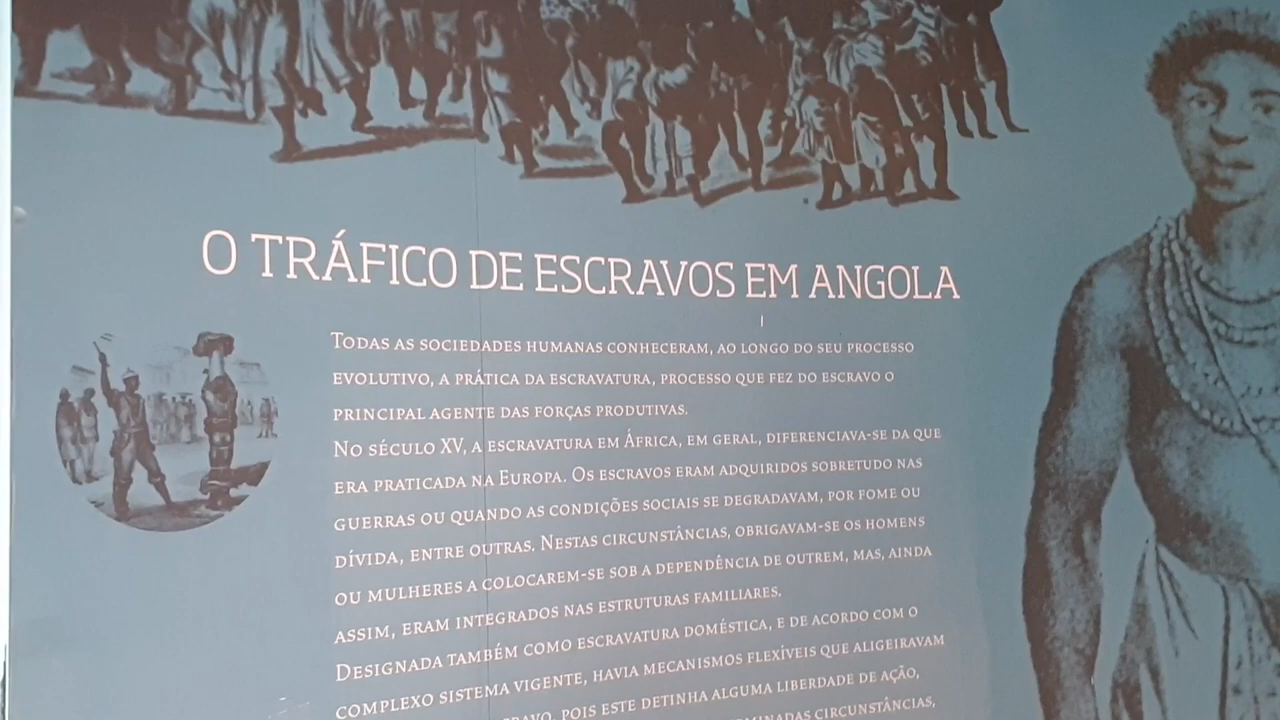 O TRÁFICO DE ESCRAVOS EM ANGOLA
TODAS AS SOCIEDADES HUMANAS CONHECERAM, AO LONGO DO SEU PROCESSO
EVOLUTIVO, A PRÁTICA DA ESCRAVATURA, PROCESSO QUE FEZ DO ESCRAVO O
PRINCIPAL AGENTE DAS FORÇAS PRODUTIVAS.
NO SÉCULO XV, A ESCRAVATURA EM ÁFRICA, EM GERAL, DIFERENCIAVA-SE DA QUE
ERA PRATICADA NA EUROPA. OS ESCRAVOS ERAM ADQUIRIDOS SOBRETUDO NAS
GUERRAS OU QUANDO AS CONDIÇÕES SOCIAIS SE DEGRADAVAM, POR FOME OU
DÍVIDA, ENTRE OUTRAS. NESTAS CIRCUNSTÂNCIAS, OBRIGAVAM-SE OS HOMENS
OU MULHERES A COLOCAREM-SE SOB A DEPENDÊNCIA DE OUTREM, MAS, AINDA
ASSIM, ERAM INTEGRADOS NAS ESTRUTURAS FAMILIARES.
DESIGNADA TAMBÉM COMO ESCRAVATURA DOMÉSTICA, E DE ACORDO COM O
COMPLEXO SISTEMA VIGENTE, HAVIA MECANISMOS FLEXÍVEIS QUE ALIGEIRAVAM
POIS ESTE DETINHA ALGUMA LIBERDADE DE AÇÃO,
CIRCUNSTÂNCIAS,